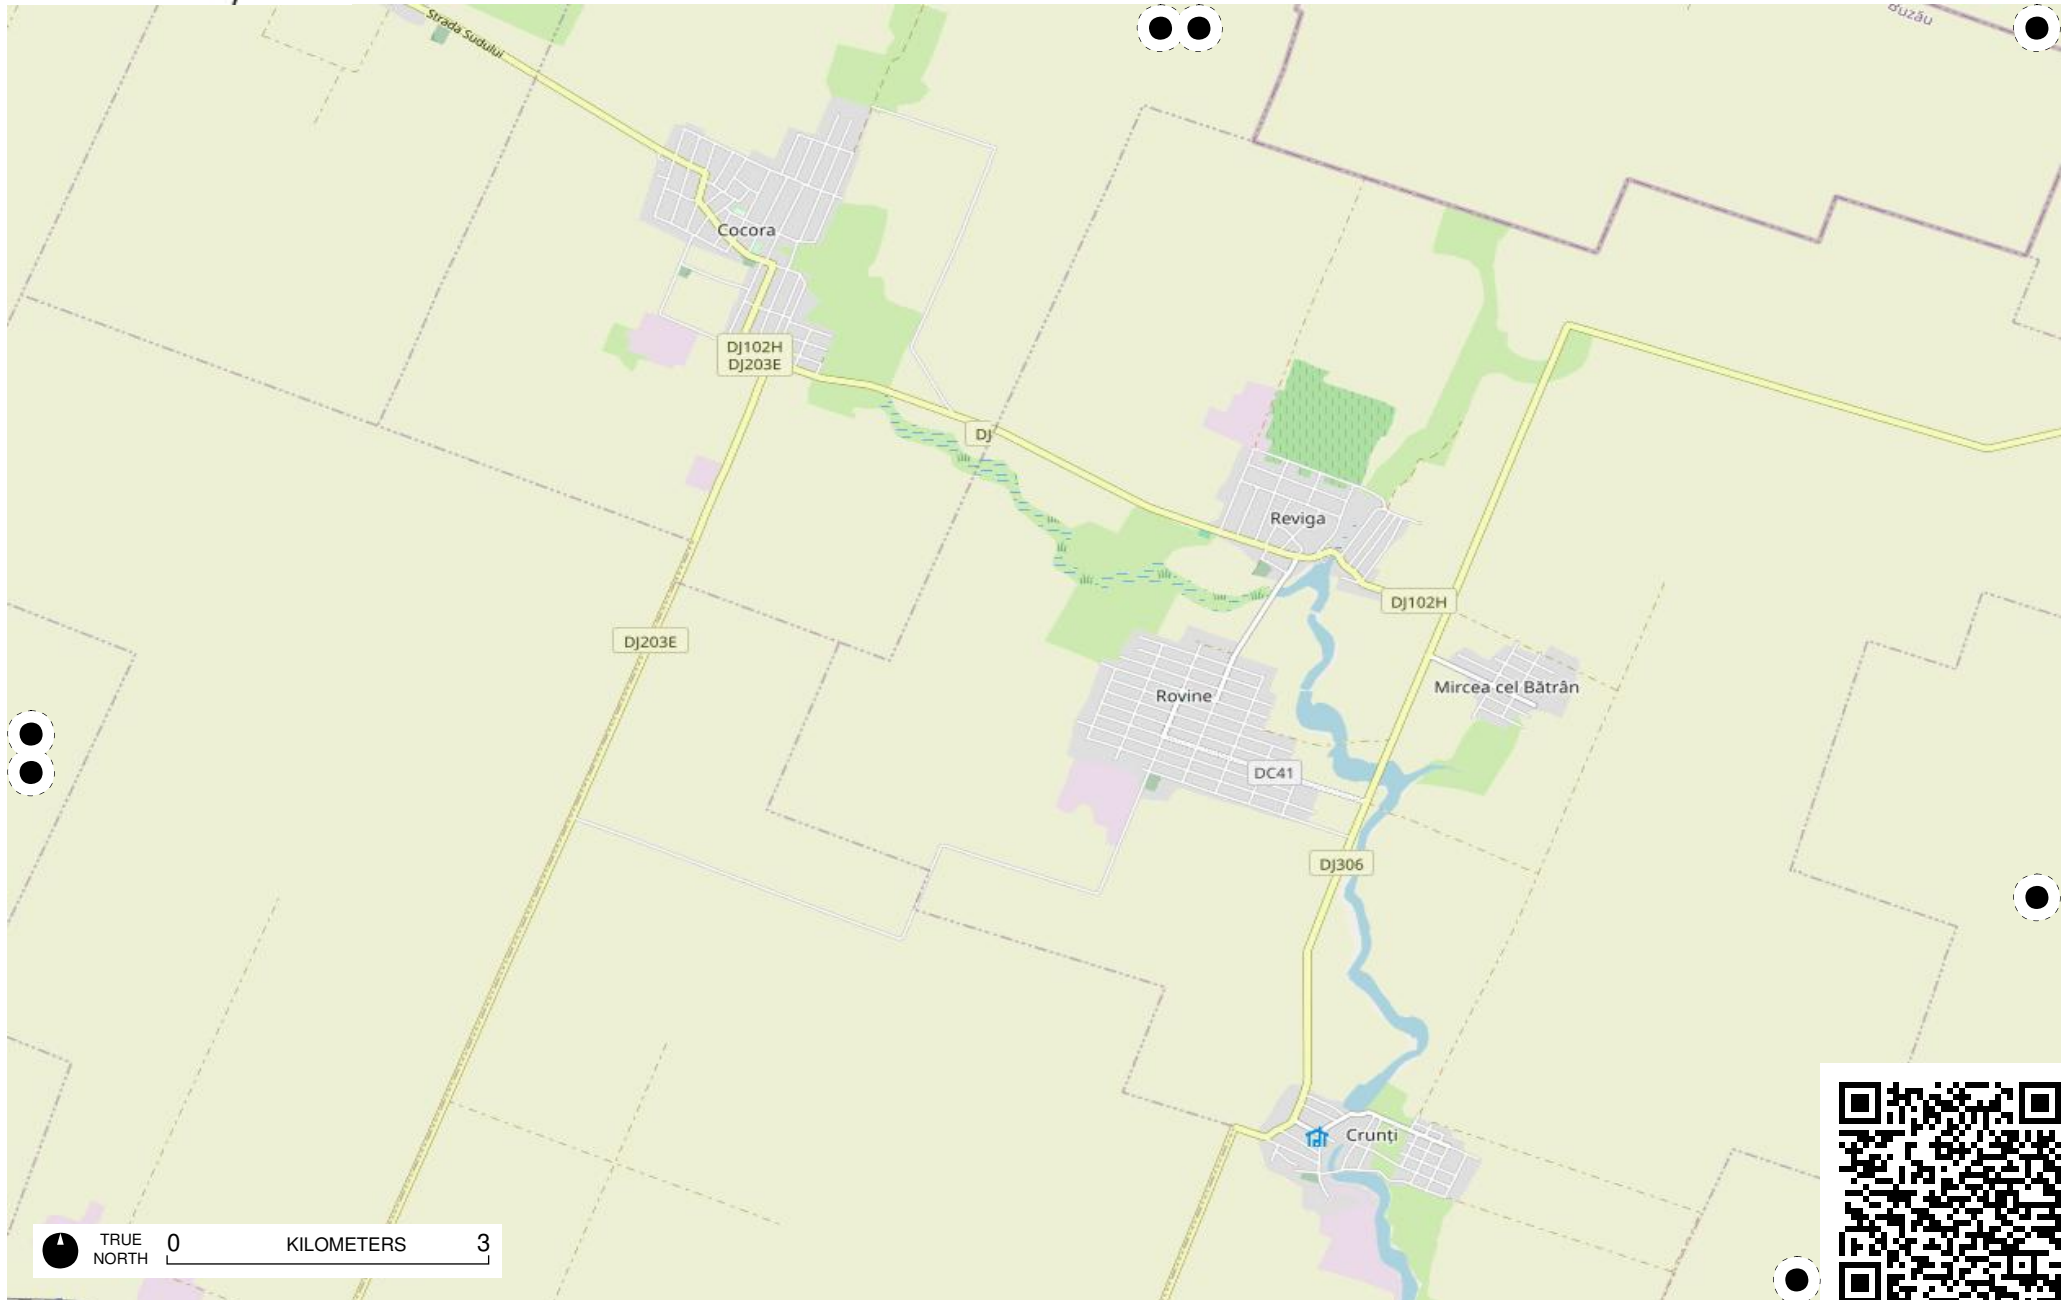 Strada Sudului
Buzău
Cocora
DJ102H
DJ203E
DJ
Reviga
DJ102H
DJ203E
Mircea cel Bătrân
Rovine
DC41
DJ306
Crunți
TRUE
NORTH
0 KILOMETERS 3